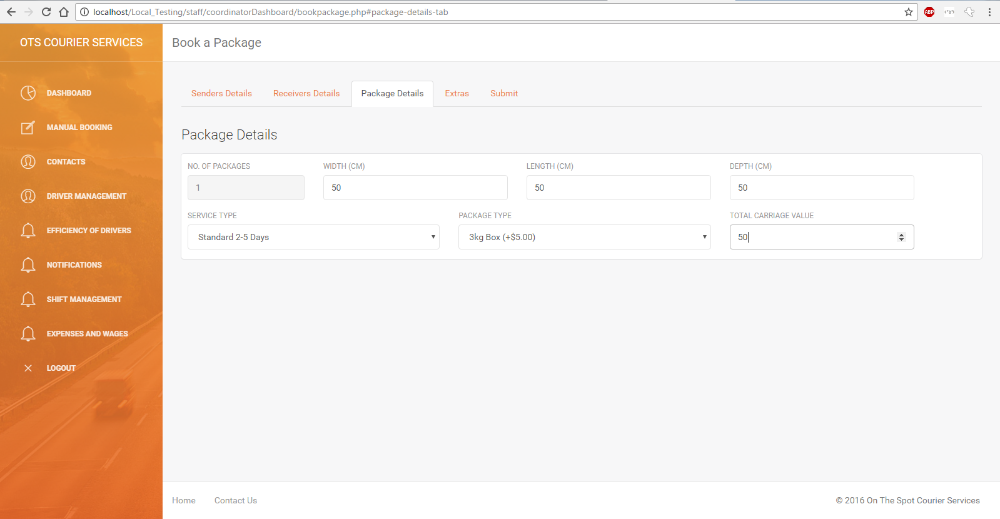 localhost/Local_Testing/staff/coordinatorDashboard/bookpackage.php#package-details-tab
ABP
OTS COURIER SERVICES
Book a Package
DASHBOARD
MANUAL BOOKING
CONTACTS
DRIVER MANAGEMENT
EFFICIENCY OF DRIVERS
NOTIFICATIONS
SHIFT MANAGEMENT
EXPENSES AND WAGES
LOGOUT
Senders Details Receivers Details Package Details Extras Submit
Package Details
NO. OF PACKAGES WIDTH (CM) LENGTH (CM) DEPTH (CM)
1 50 50 50
SERVICE TYPE PACKAGE TYPE TOTAL CARRIAGE VALUE
Standard 2-5 Days 3kg Box (+$5.00) 50
Home Contact Us © 2016 On The Spot Courier Services